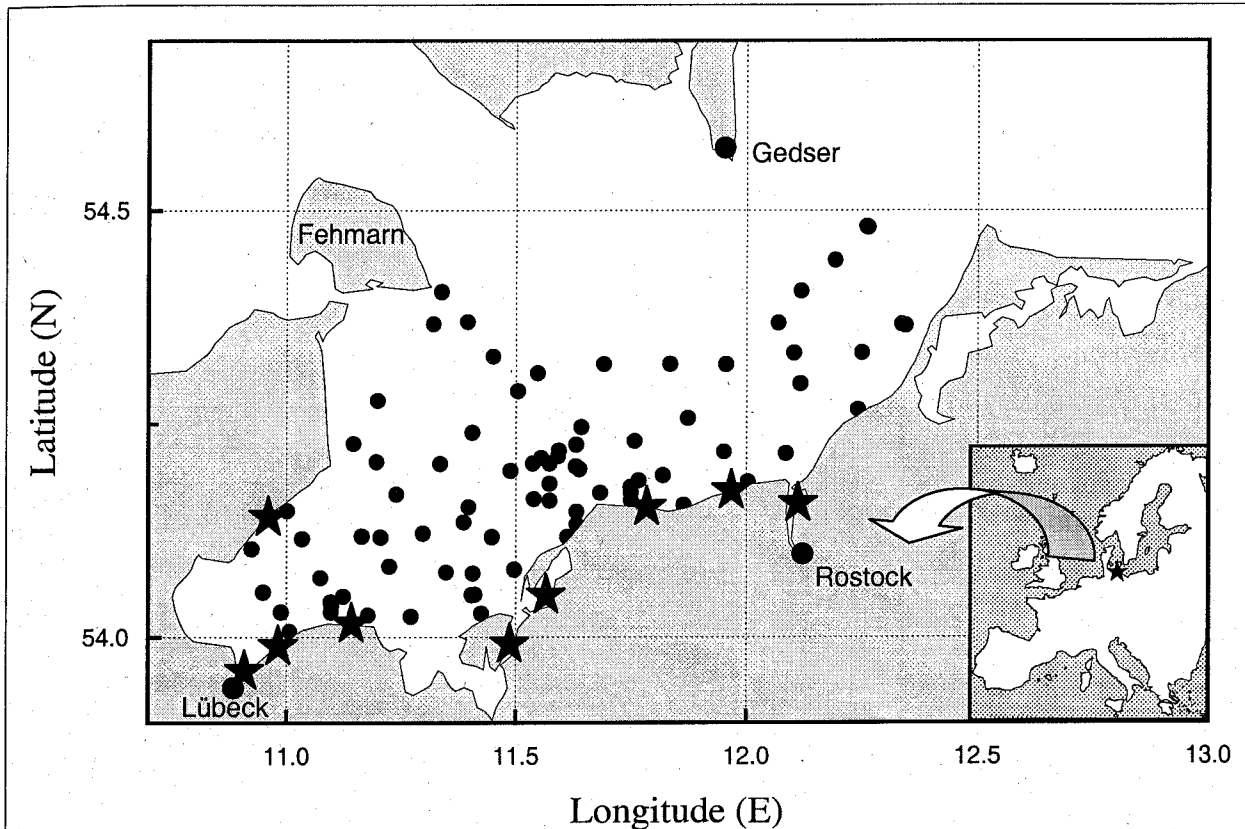 Gedser
54.5
Fehmarn
Latitude (N)
Rostock
54.0
Lübeck
11.0 11.5 12.0 12.5 13.0
Longitude (E)